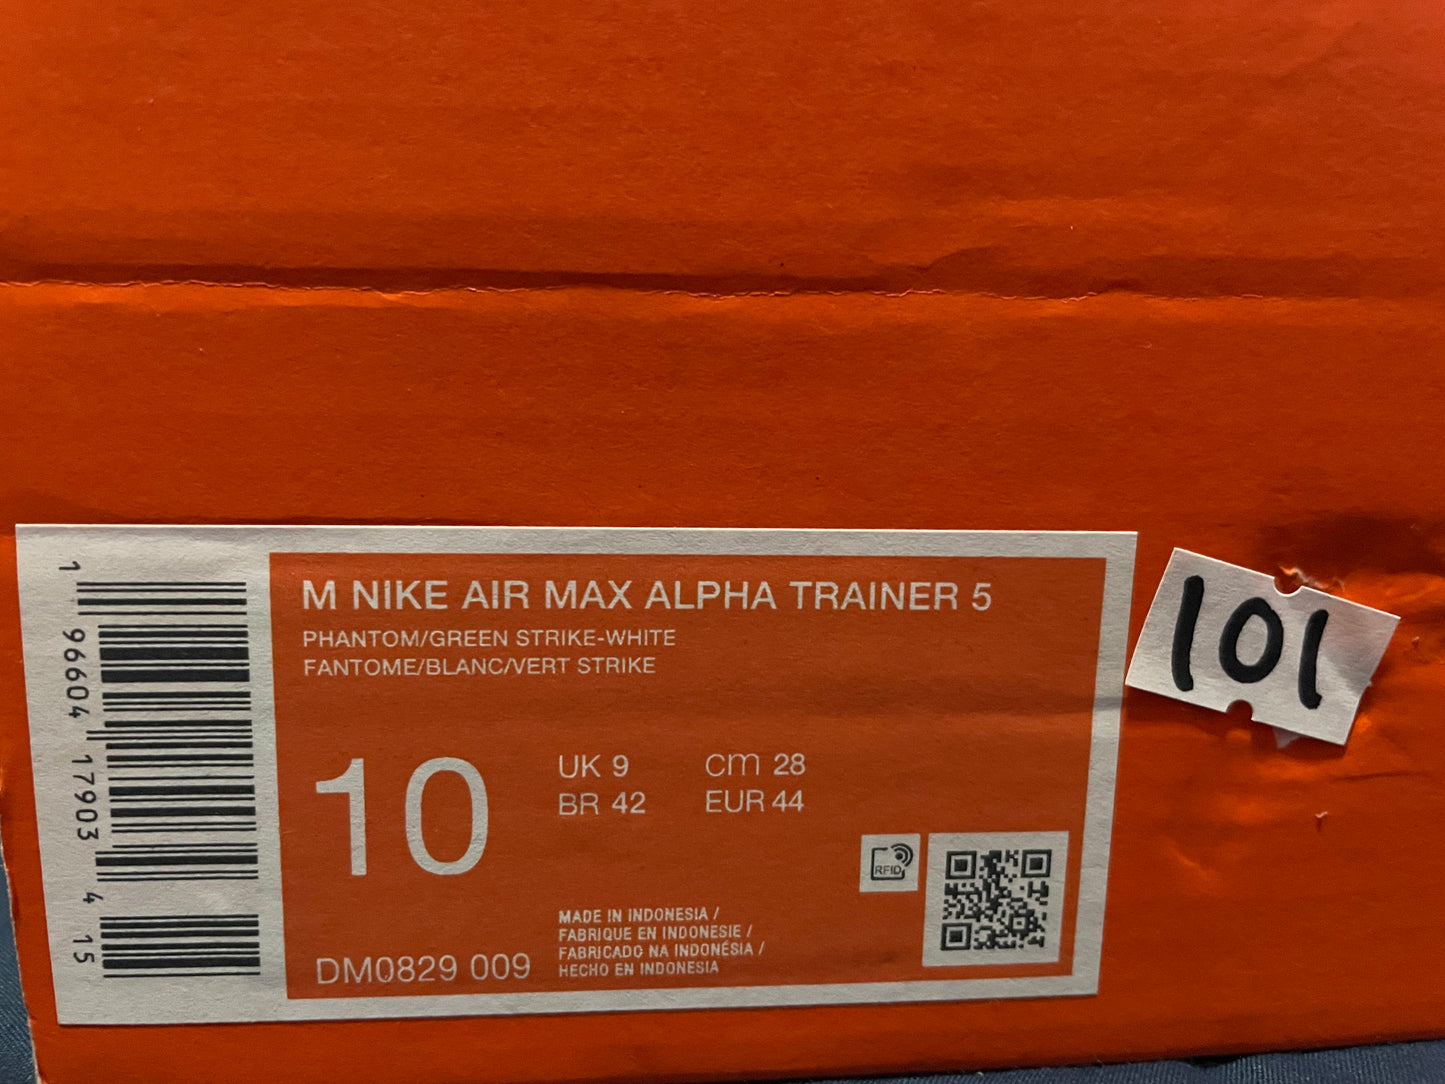 M NIKE AIR MAX ALPHA TRAINER 5
PHANTOM/GREEN STRIKE-WHITE
FANTOME/BLANC/VERT STRIKE
10
UK 9
cm 28
BR 42
EUR 44
RFID
MADE IN INDONESIA /
FABRIQUE EN INDONESIE /
FABRICADO NA INDONÉSIA /
HECHO EN INDONESIA
DM0829 009
1 96604 17903 4 15
101